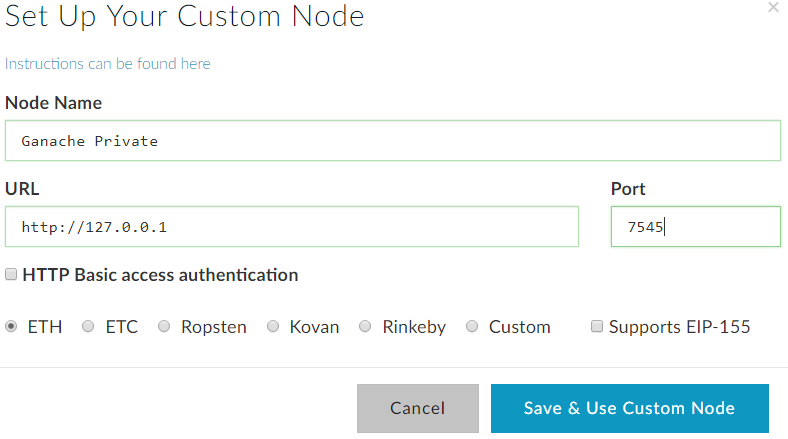 Set Up Your Custom Node
×
Instructions can be found here
Node Name
Ganache Private
URL Port
http://127.0.0.1 7545
HTTP Basic access authentication
ETH ETC Ropsten Kovan Rinkeby Custom Supports EIP-155
Cancel Save & Use Custom Node